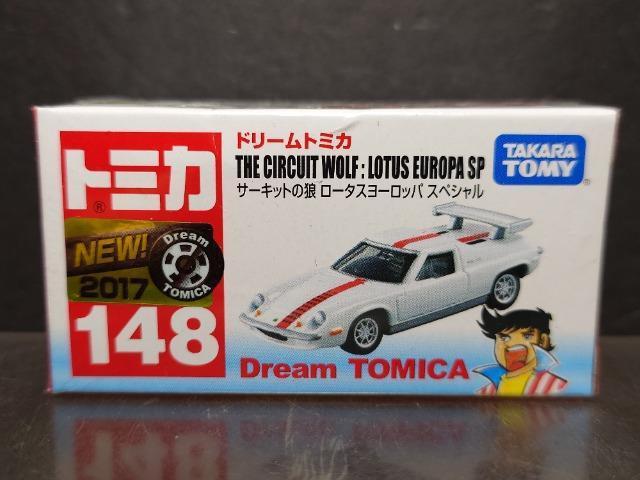 トミカ
®
NEW!
2017
Dream
TOMICA
148
ドリームトミカ
THE CIRCUIT WOLF : LOTUS EUROPA SP
サーキットの狼 ロータスヨーロッパ スペシャル
TAKARA
TOMY
®
Dream TOMICA